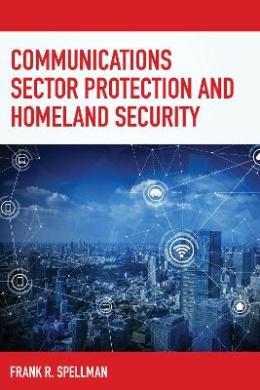 COMMUNICATIONS
SECTOR PROTECTION AND
HOMELAND SECURITY
FRANK R. SPELLMAN